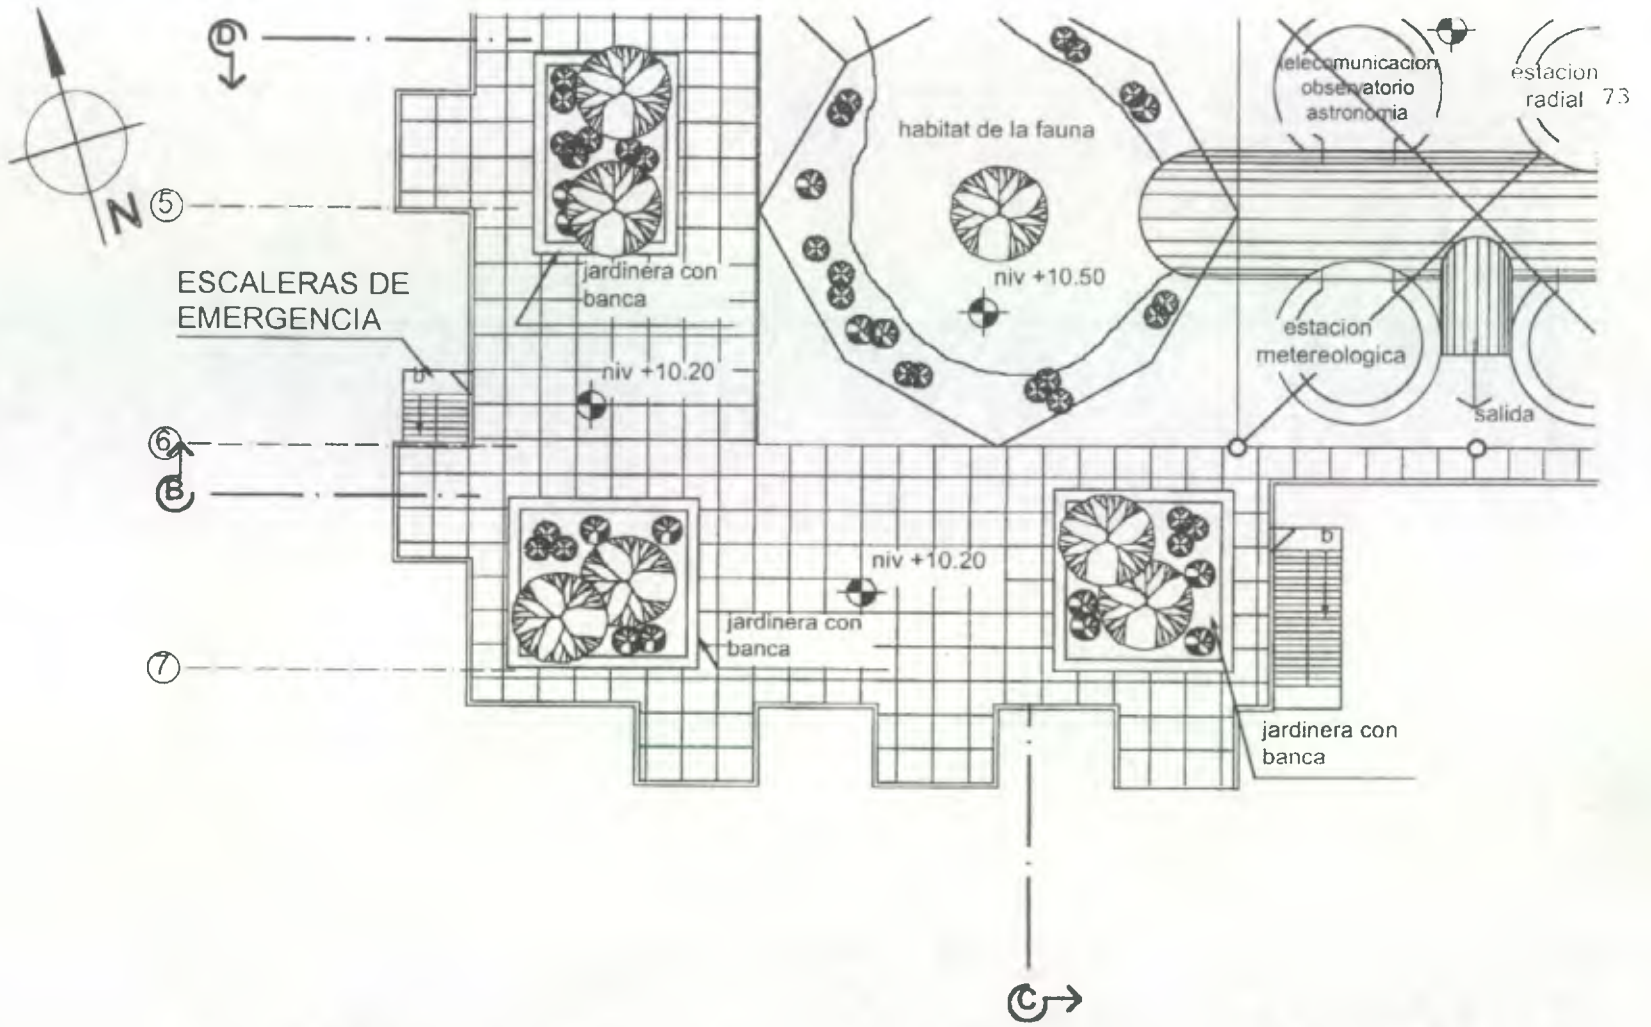 D
telecomunicacion
observatorio
astronomia
estacion
radial 73
habitat de la fauna
N
5
jardinera con
banca
niv +10.50
ESCALERAS DE
EMERGENCIA
estacion
metereologica
niv +10.20
b
salida
6
B
b
niv +10.20
jardinera con
banca
7
jardinera con
banca
C